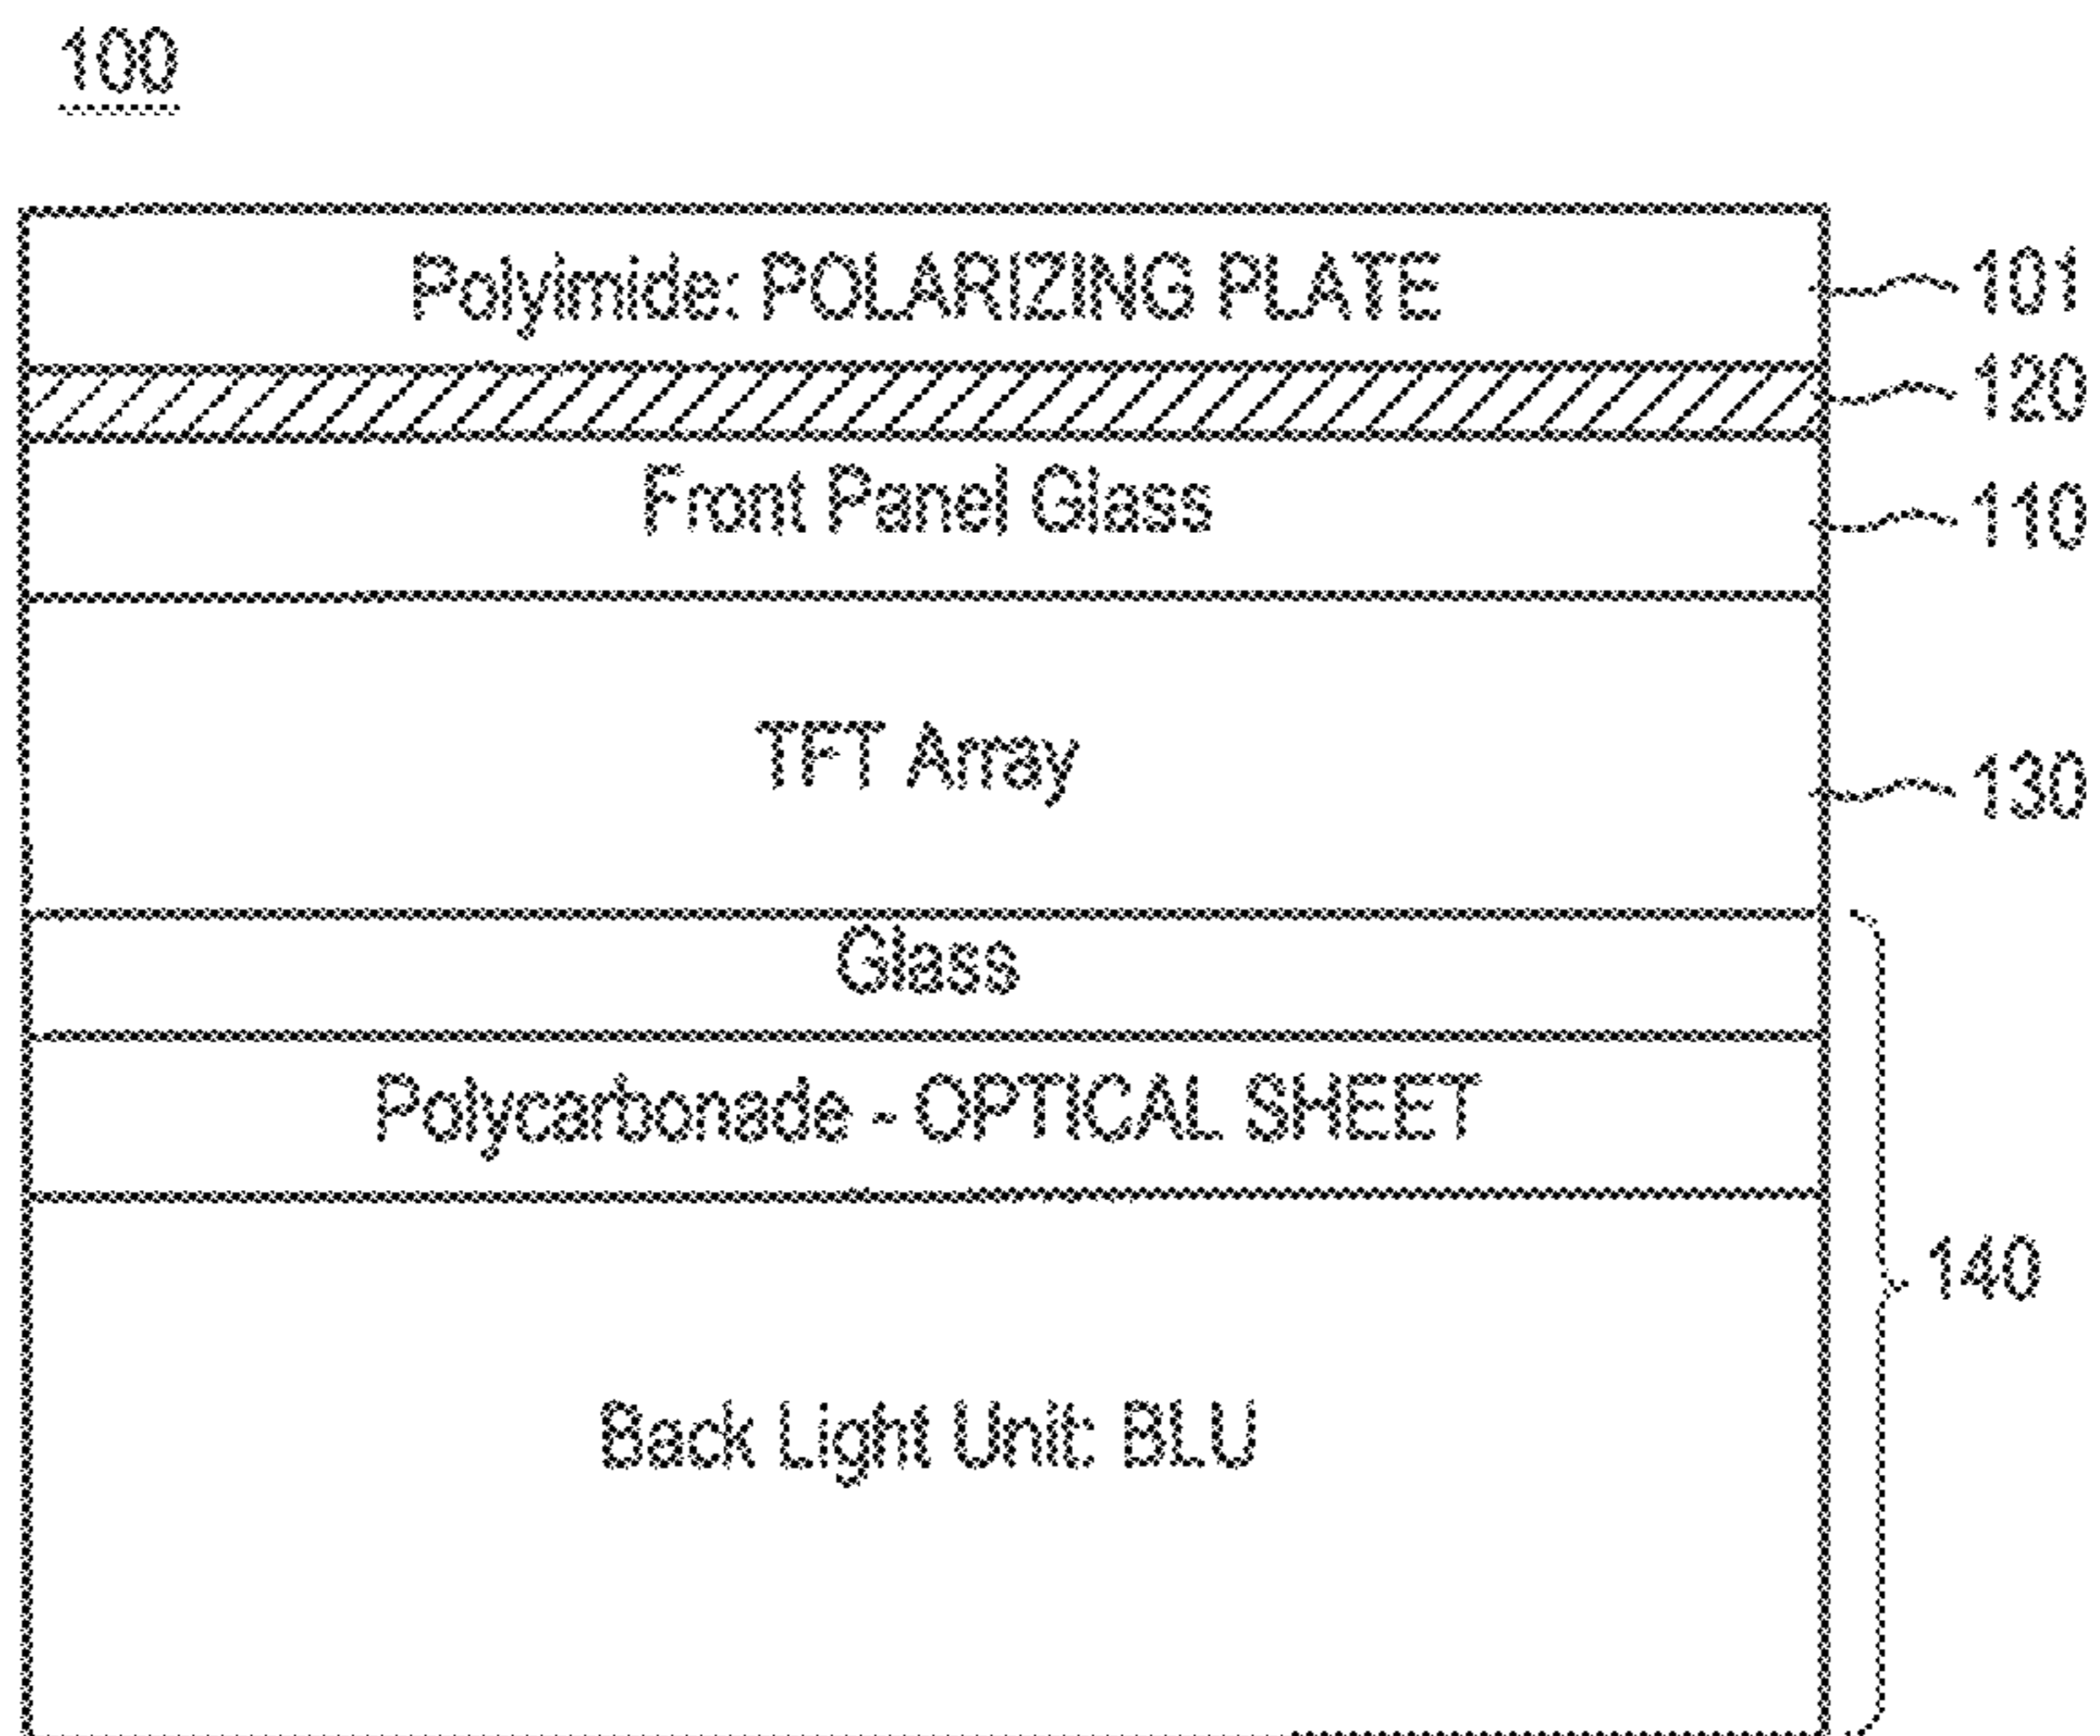 100
Polyimide: POLARIZING PLATE
101
120
Front Panel Glass
110
TFT Array
130
Glass
Polycarbonade - OPTICAL SHEET
140
Back Light Unit: BLU